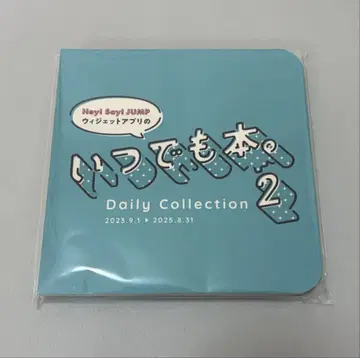 Hey! Say! JUMP
ウィジェットアプリの
いつでも本。2
Daily Collection
2023.9.1 ▶ 2025.8.31